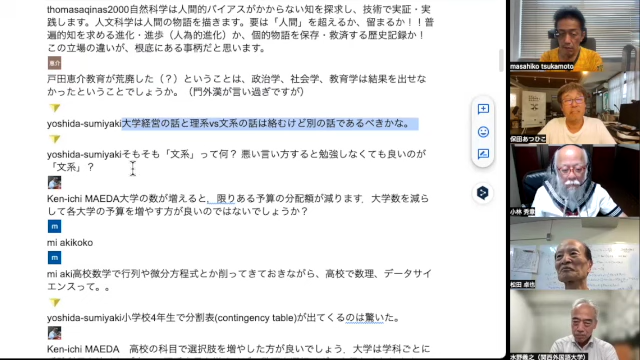 thomasaqinas2000自然科学は人間的バイアスがかからない知を探求し、技術で実証・実
践します。人文科学は人間の物語を描きます。要は「人間」を超えるか、留まるか！！普
遍的知を求める進化・進歩（人為的進化）か、個的物語を保存・救済する歴史記録か！
この立場の違いが、根底にある事柄だと思います。
恵介
戸田恵介教育が荒廃した（？）ということは、政治学、社会学、教育学は結果を出せな
かったということでしょうか。（門外漢が言い過ぎですが）
yoshida-sumiyaki大学経営の話と理系vs文系の話は絡むけど別の話であるべきかな。
yoshida-sumiyakiそもそも「文系」って何？ 悪い言い方すると勉強しなくても良いのが
「文系」？
Ken-ichi MAEDA大学の数が増えると、限りある予算の分配額が減ります．大学数を減ら
して各大学の予算を増やす方が良いのではないでしょうか？
m
mi akikoko
m
mi aki高校数学で行列や微分方程式とか削ってきておきながら、高校で数理、データサイ
エンスって。。
yoshida-sumiyaki小学校4年生で分割表(contingency table)が出てくるのは驚いた。
Ken-ichi MAEDA　高校の科目で選択肢を増やした方が良いでしょう．大学は学科ごとに
masahiko tsukamoto
保田あつひこ
小林 秀章
松田 卓也
水野義之（関西外国語大学）